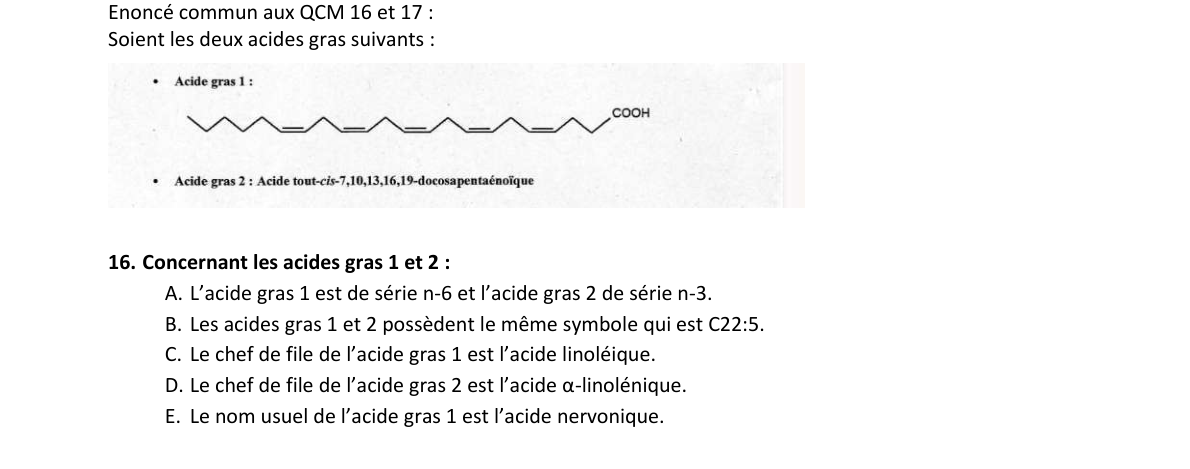 Enoncé commun aux QCM 16 et 17 :
Soient les deux acides gras suivants :
• Acide gras 1 :
COOH
• Acide gras 2 : Acide tout-cis-7,10,13,16,19-docosapentaénoïque
16. Concernant les acides gras 1 et 2 :
A. L’acide gras 1 est de série n-6 et l’acide gras 2 de série n-3.
B. Les acides gras 1 et 2 possèdent le même symbole qui est C22:5.
C. Le chef de file de l’acide gras 1 est l’acide linoléique.
D. Le chef de file de l’acide gras 2 est l’acide α-linolénique.
E. Le nom usuel de l’acide gras 1 est l’acide nervonique.